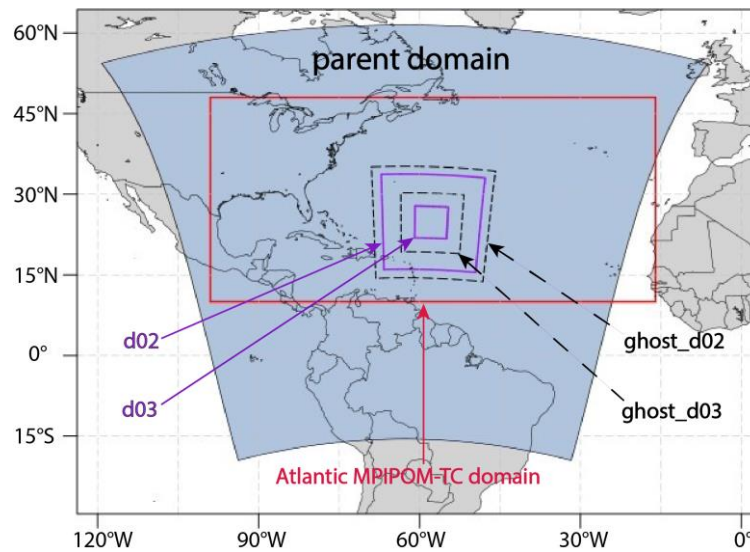 60°N
parent domain
45°N
30°N
15°N
d02
ghost_d02
0°
d03
ghost_d03
15°S
Atlantic MPIPOM-TC domain
120°W
90°W
60°W
30°W
0°